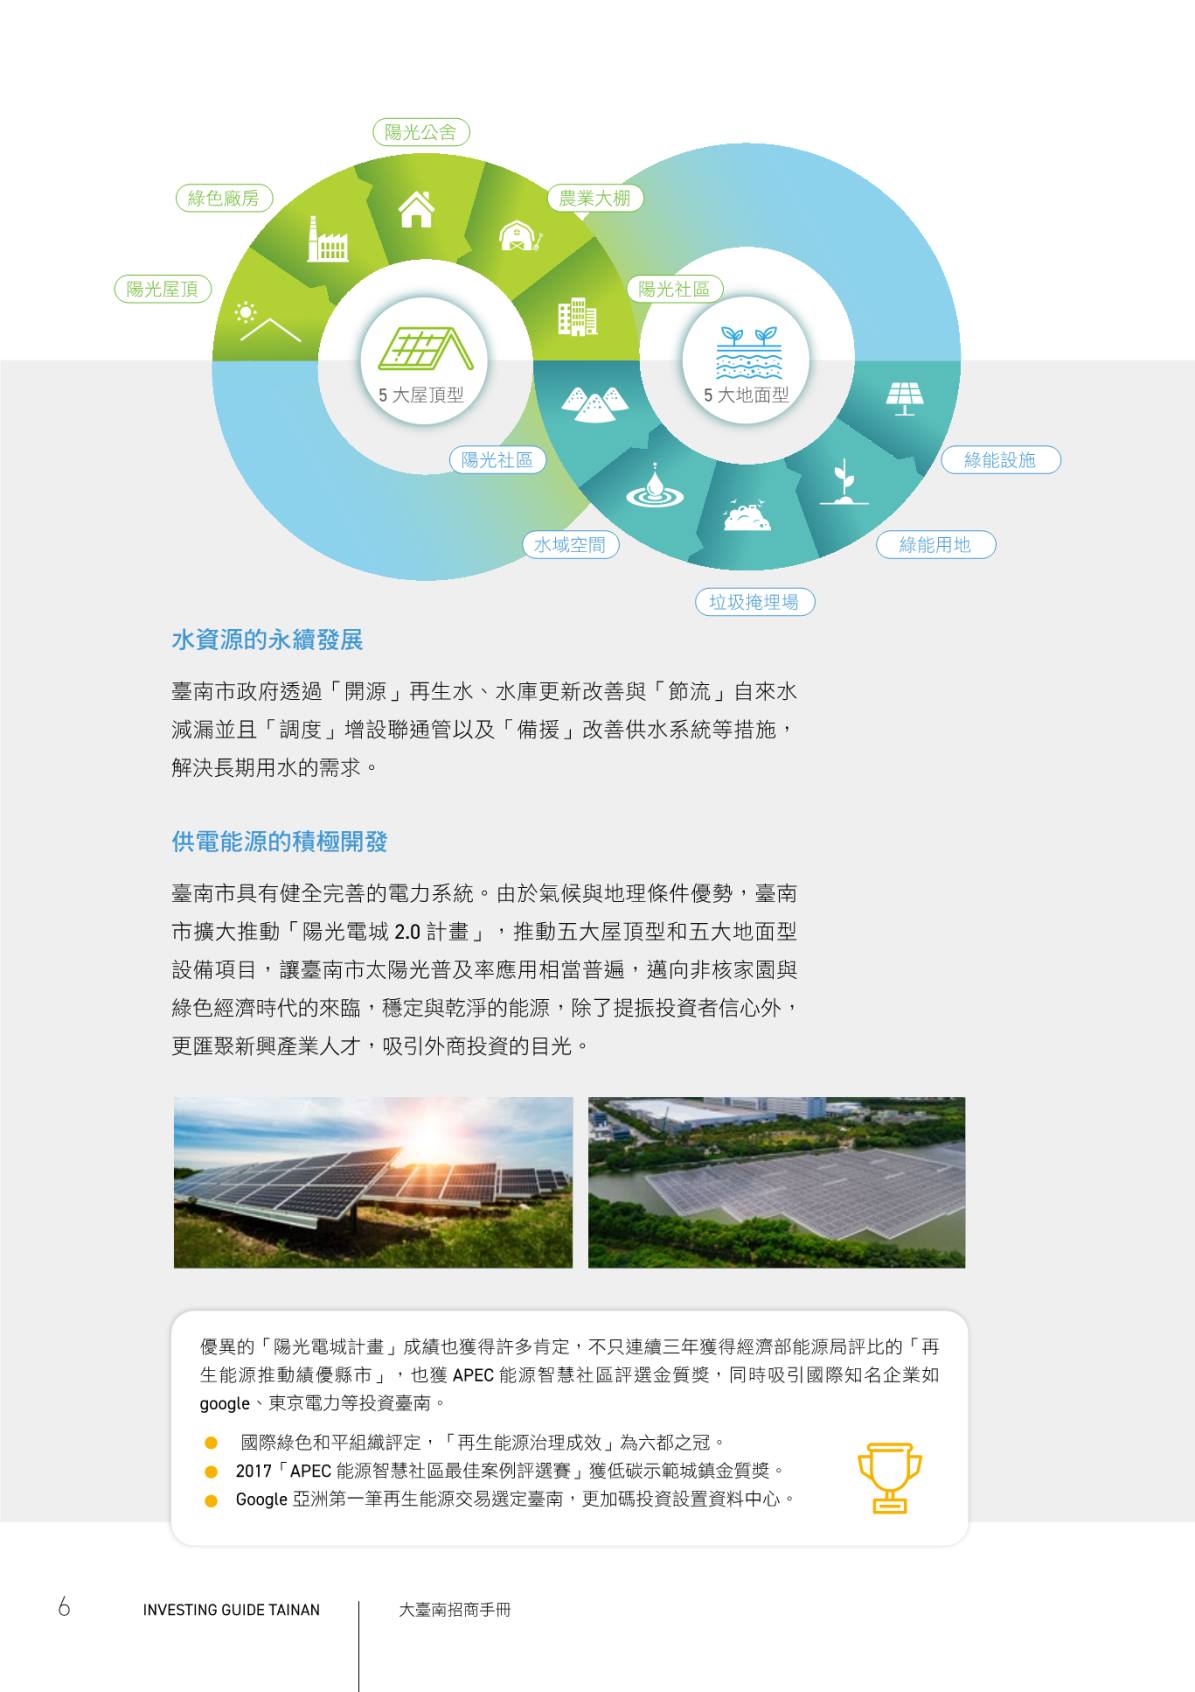 陽光公舍
綠色廠房
農業大棚
陽光屋頂
陽光社區
5 大屋頂型
5 大地面型
陽光社區
綠能設施
水域空間
綠能用地
垃圾掩埋場
水資源的永續發展
臺南市政府透過「開源」再生水、水庫更新改善與「節流」自來水
減漏並且「調度」增設聯通管以及「備援」改善供水系統等措施，
解決長期用水的需求。
供電能源的積極開發
臺南市具有健全完善的電力系統。由於氣候與地理條件優勢，臺南
市擴大推動「陽光電城 2.0 計畫」，推動五大屋頂型和五大地面型
設備項目，讓臺南市太陽光普及率應用相當普遍，邁向非核家園與
綠色經濟時代的來臨，穩定與乾淨的能源，除了提振投資者信心外，
更匯聚新興產業人才，吸引外商投資的目光。
優異的「陽光電城計畫」成績也獲得許多肯定，不只連續三年獲得經濟部能源局評比的「再
生能源推動績優縣市」，也獲 APEC 能源智慧社區評選金質獎，同時吸引國際知名企業如
google、東京電力等投資臺南。
● 國際綠色和平組織評定，「再生能源治理成效」為六都之冠。
● 2017「APEC 能源智慧社區最佳案例評選賽」獲低碳示範城鎮金質獎。
● Google 亞洲第一筆再生能源交易選定臺南，更加碼投資設置資料中心。
6
INVESTING GUIDE TAINAN
大臺南招商手冊